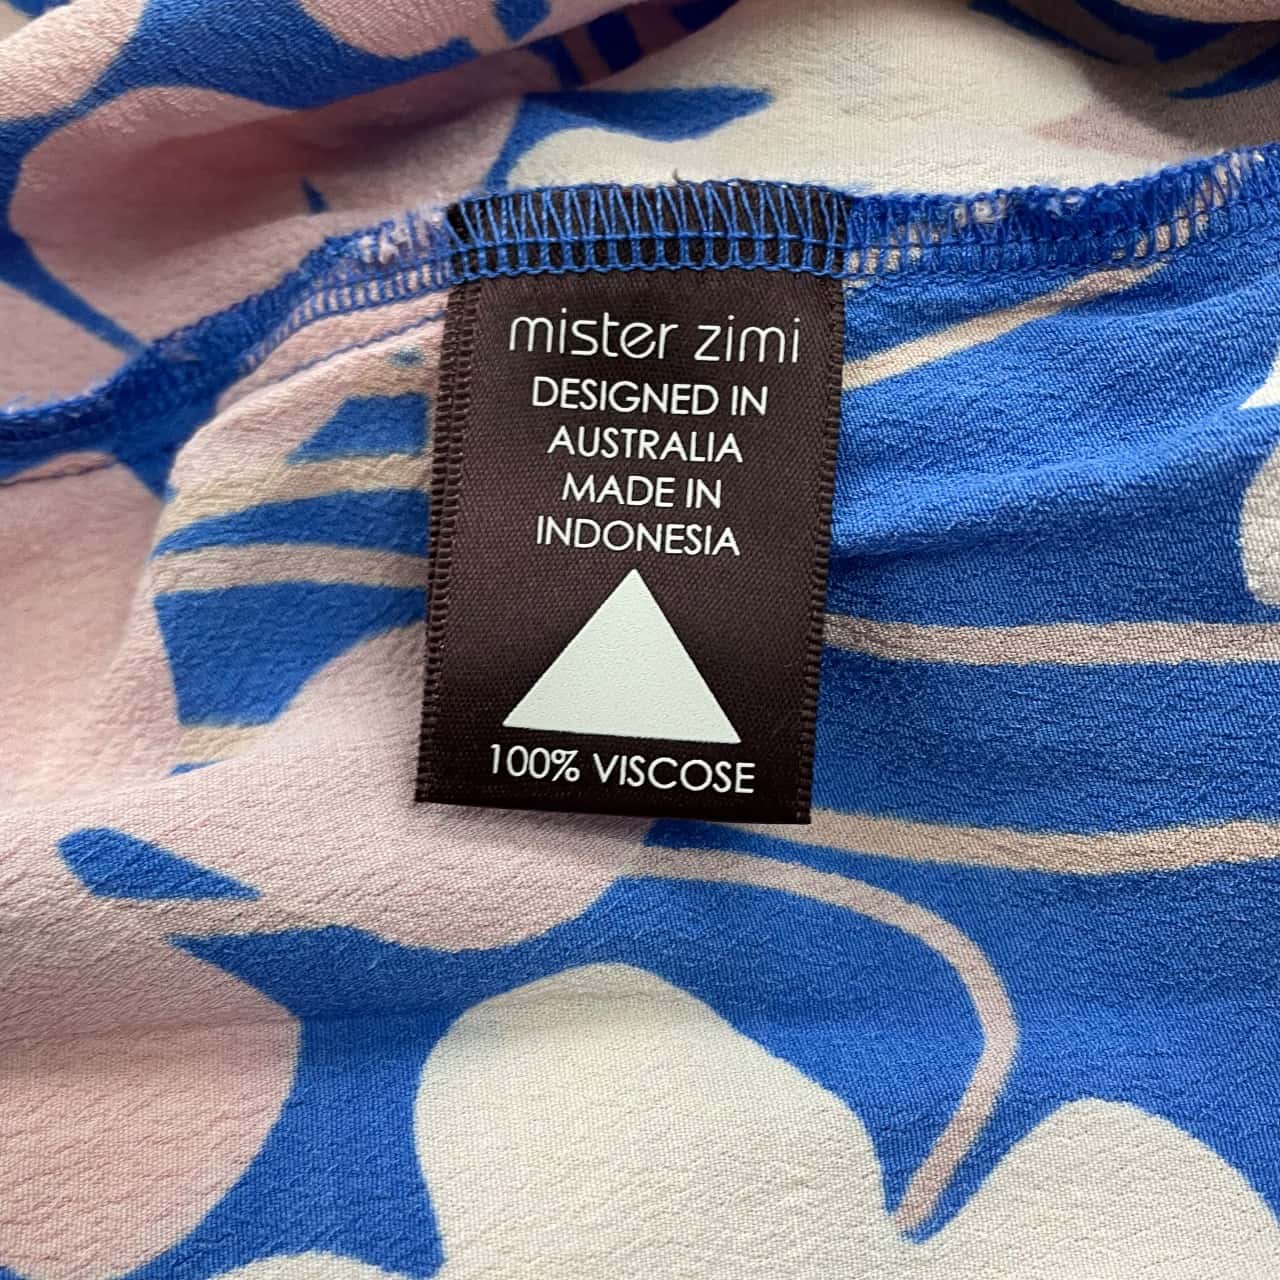 mister zimi
DESIGNED IN
AUSTRALIA
MADE IN
INDONESIA
100% VISCOSE